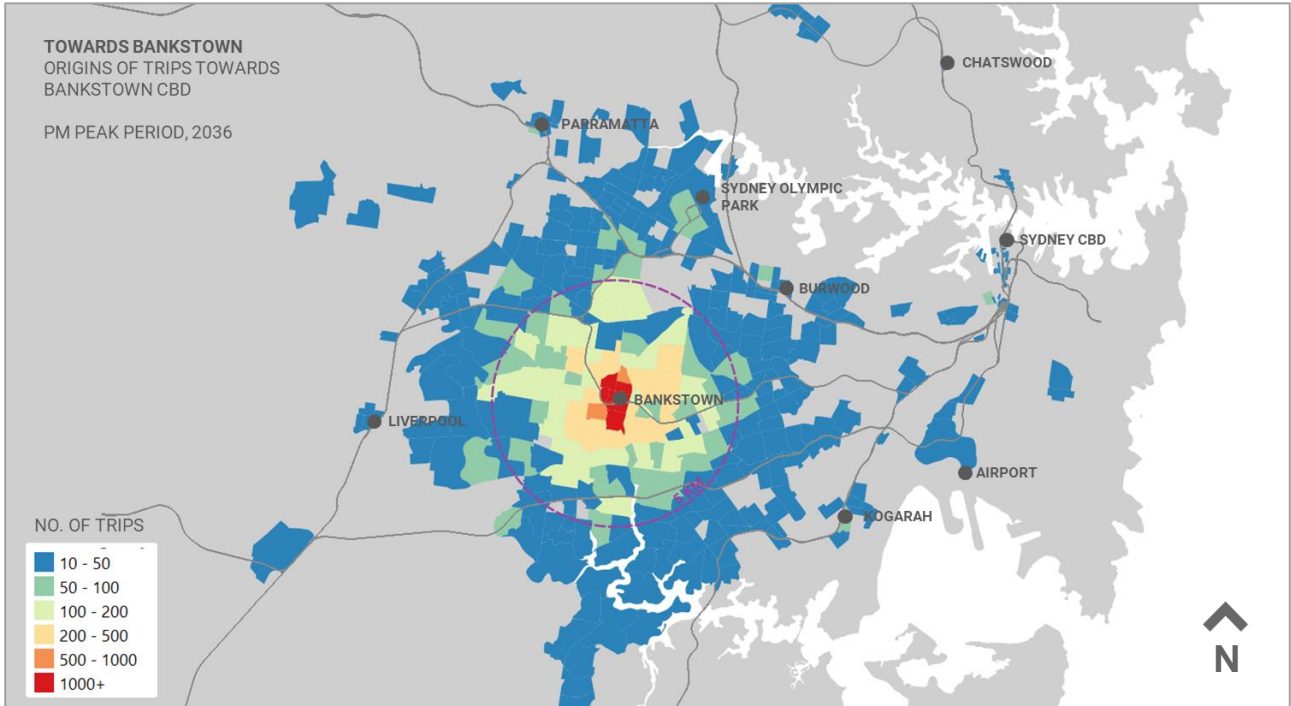 TOWARDS BANKSTOWN
ORIGINS OF TRIPS TOWARDS
BANKSTOWN CBD
PM PEAK PERIOD, 2036
CHATSWOOD
PARRAMATTA
SYDNEY OLYMPIC
PARK
SYDNEY CBD
BURWOOD
BANKSTOWN
LIVERPOOL
AIRPORT
5 KM
KOGARAH
NO. OF TRIPS
10 - 50
50 - 100
100 - 200
200 - 500
500 - 1000
1000+
N